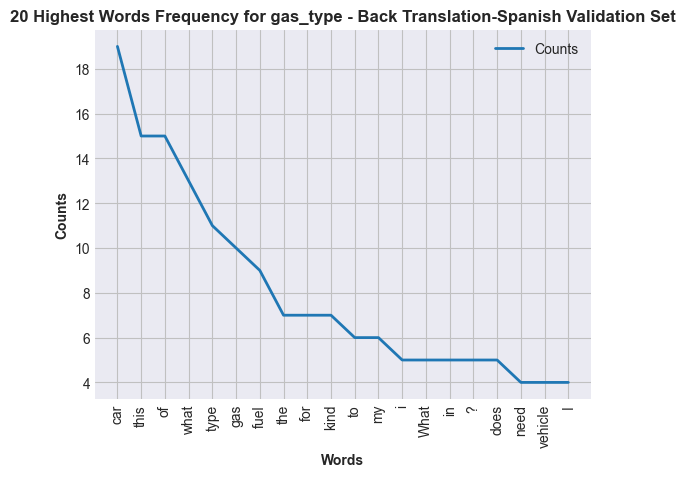 20 Highest Words Frequency for gas_type - Back Translation-Spanish Validation Set
Counts
18
16
14
12
10
8
6
4
Counts
car
this
of
what
type
gas
fuel
the
for
kind
to
my
i
What
in
?
does
need
vehicle
I
Words